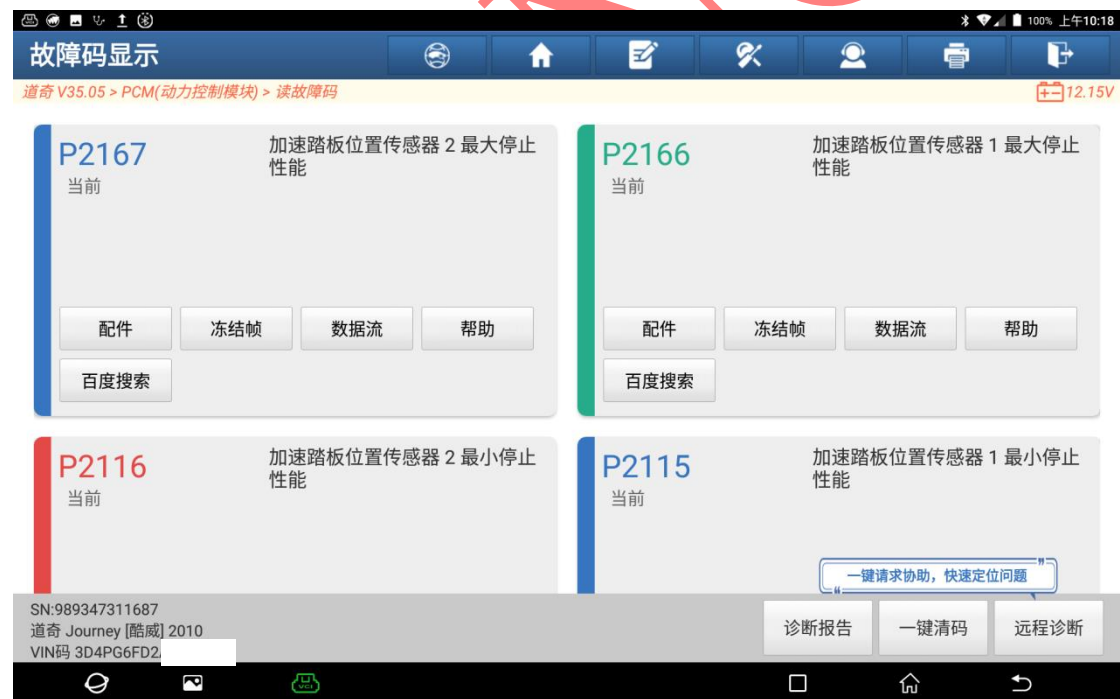 100% 上午10:18
故障码显示
道奇 V35.05 > PCM(动力控制模块) > 读故障码
12.15V
P2167
加速踏板位置传感器 2 最大停止
性能
当前
配件 冻结帧 数据流 帮助
百度搜索
P2166
加速踏板位置传感器 1 最大停止
性能
当前
配件 冻结帧 数据流 帮助
百度搜索
P2116
加速踏板位置传感器 2 最小停止
性能
当前
P2115
加速踏板位置传感器 1 最小停止
性能
当前
一键请求协助，快速定位问题
SN:989347311687
道奇 Journey [酷威] 2010
VIN码 3D4PG6FD2
诊断报告 一键清码 远程诊断
VCI